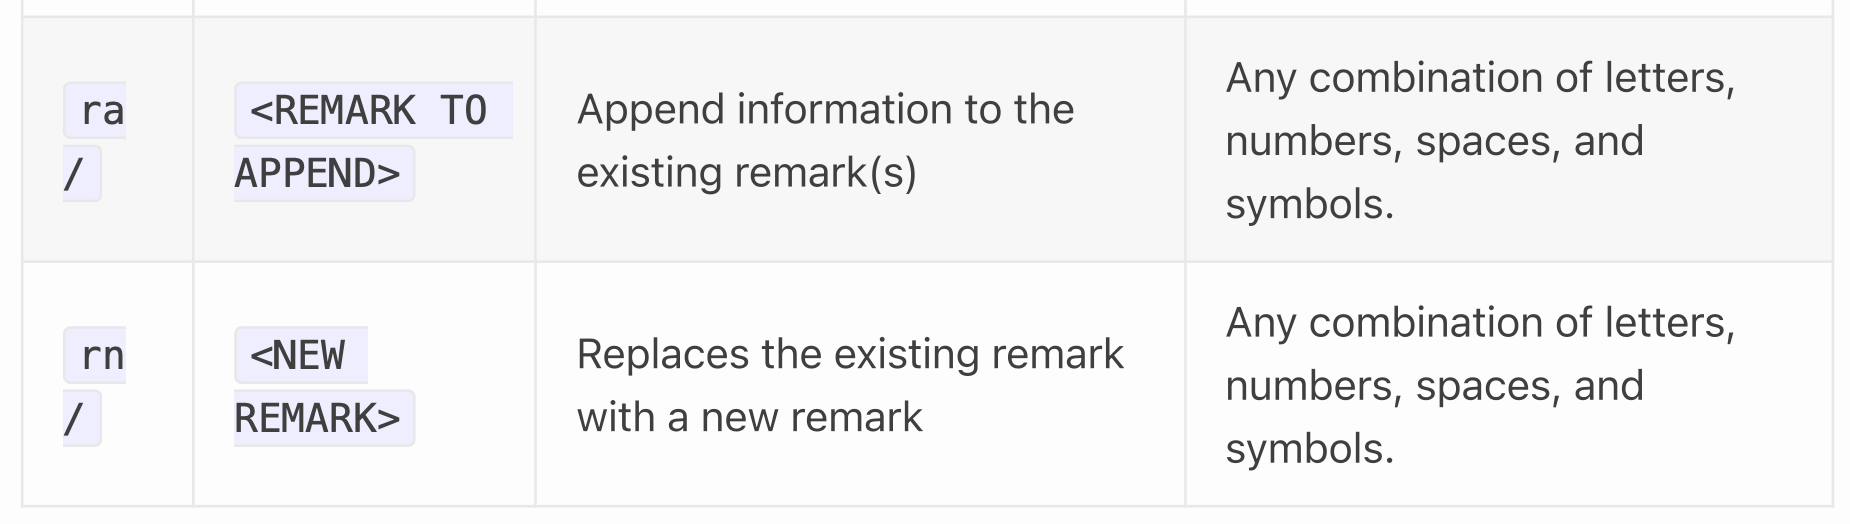 ra
/
<REMARK TO
APPEND>
Append information to the
existing remark(s)
Any combination of letters,
numbers, spaces, and
symbols.
rn
/
<NEW
REMARK>
Replaces the existing remark
with a new remark
Any combination of letters,
numbers, spaces, and
symbols.